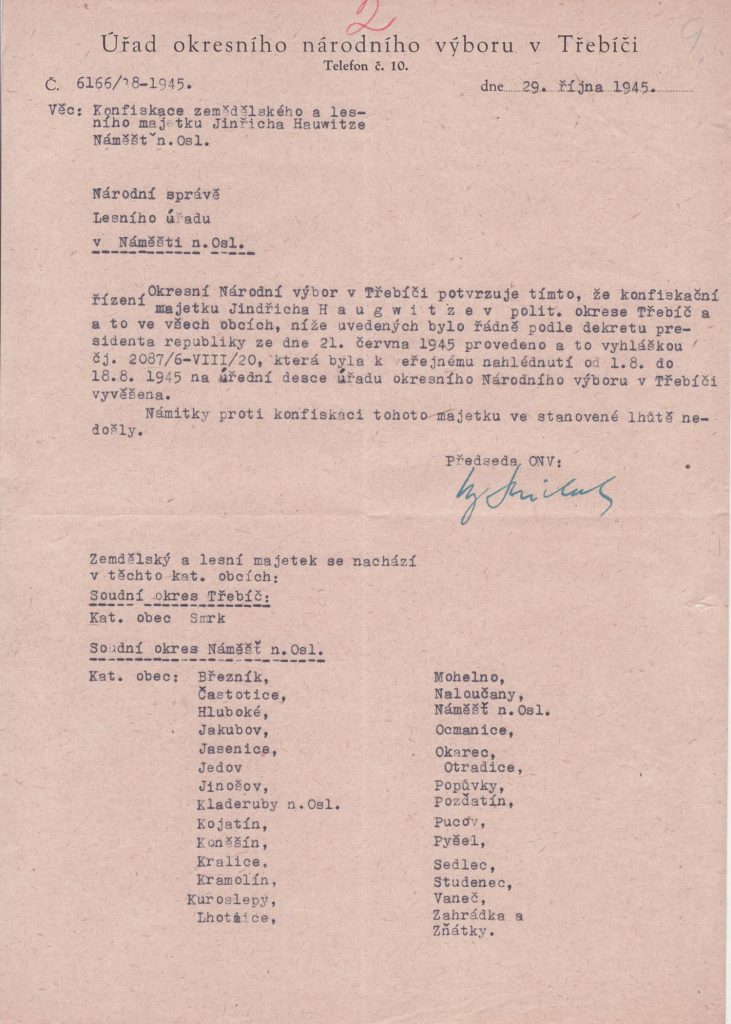 2
9.
Úřad okresního národního výboru v Třebíči
Telefon č. 10.
Č. 6166/38-1945.
dne 29. října 1945.
Věc: Konfiskace zemědělského a les-
ního majetku Jinřicha Hauwitze
Náměšť n.Osl.
Národní správě
Lesního úřadu
v Náměšti n.Osl.
Okresní Národní výbor v Třebíči potvrzuje tímto, že konfiskační
řízení majetku Jindřicha H a u g w i t z e v polit. okrese Třebíč a
a to ve všech obcích, níže uvedených bylo řádně podle dekretu pre-
sidenta republiky ze dne 21. června 1945 provedeno a to vyhláškou
čj. 2087/6-VIII/20, která byla k veřejnému nahlédnutí od 1.8. do
18.8. 1945 na úřední desce úřadu okresního Národního výboru v Třebíči
vyvěšena.
Námitky proti konfiskaci tohoto majetku ve stanovené lhůtě ne-
došly.
Předseda ONV:
Zemdělský a lesní majetek se nachází
v těchto kat. obcích:
Soudní okres Třebíč:
Kat. obec Smrk
Soudní okres Náměšť n.Osl.
Kat. obec: Březník,
Častotice,
Hluboké,
Jakubov,
Jasenice,
Jedov
Jinošov,
Kladeruby n.Osl.
Kojatín,
Koněšín,
Kralice,
Kramolín,
Kuroslepy,
Lhotnice,
Mohelno,
Naloučany,
Náměšť n.Osl.
Ocmanice,
Okarec,
Otradice,
Popůvky,
Pozďatín,
Pucov,
Pyšel,
Sedlec,
Studenec,
Vaneč,
Zahrádka a
Zňátky.